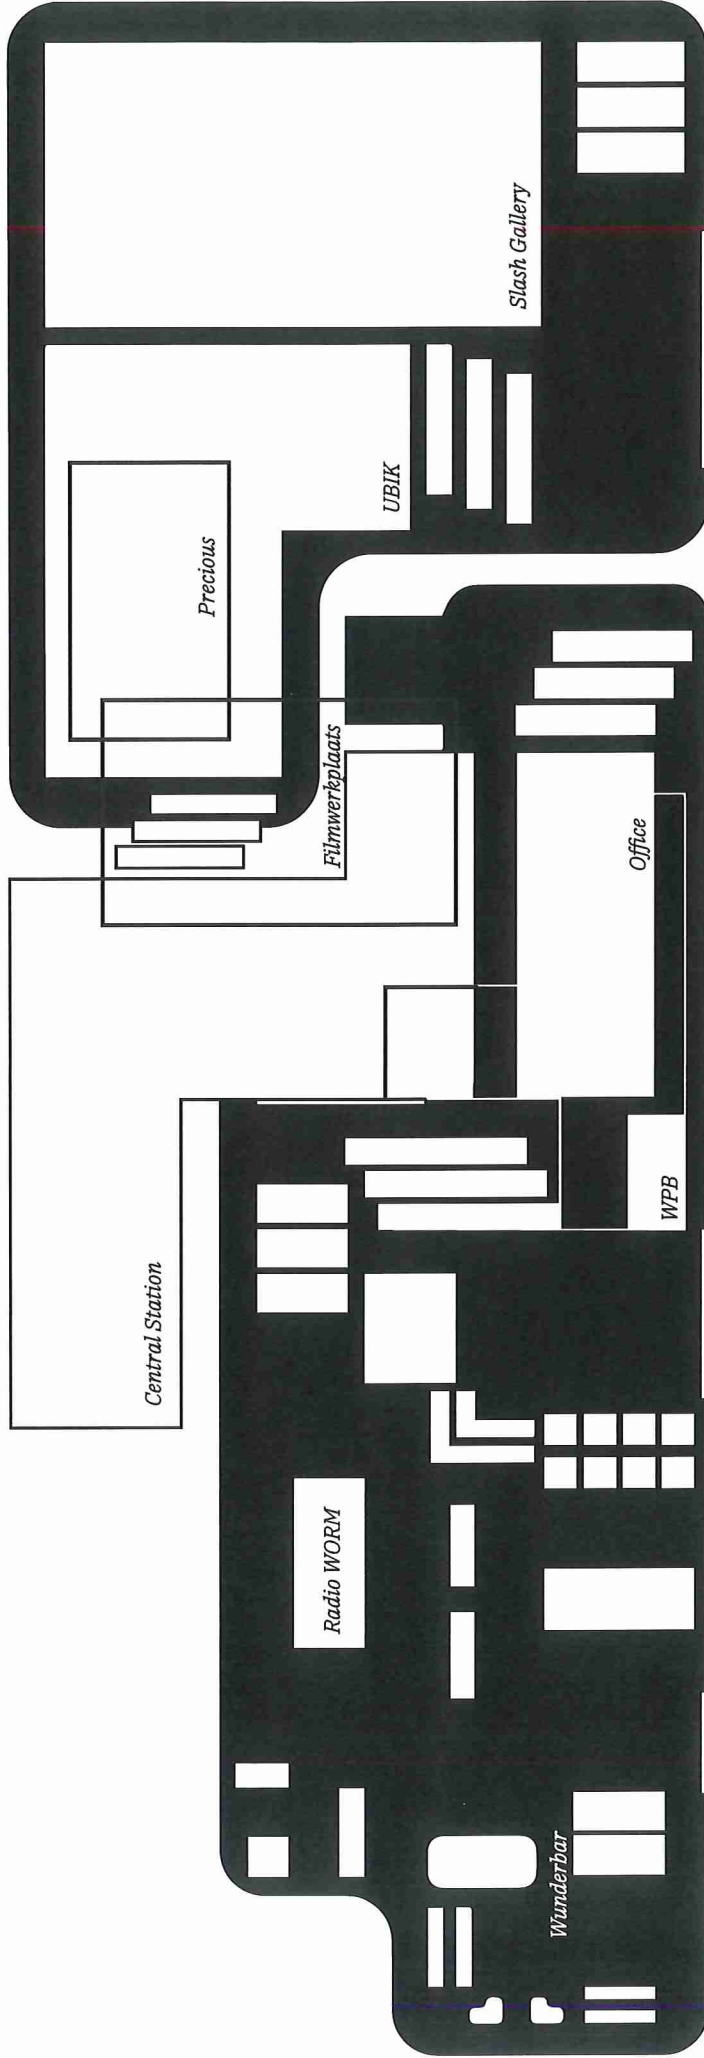 Slash Gallery
UBIK
Precious
Filmwerkplaats
Office
WPB
Central Station
Radio WORM
Wunderbar